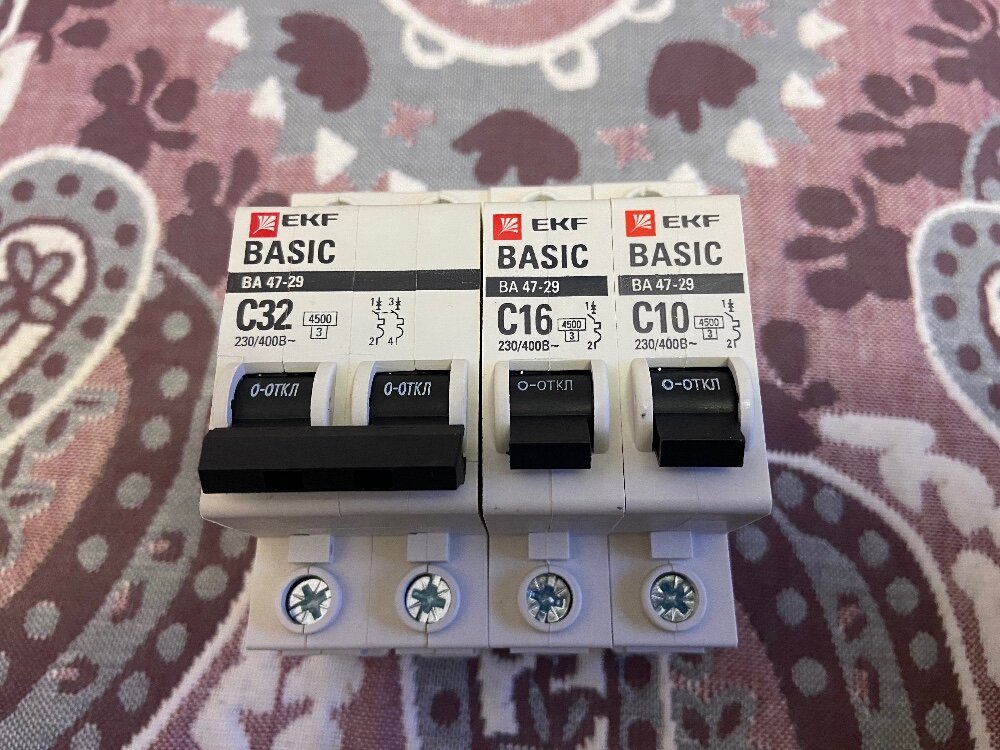 EKF
BASIC
ВА 47-29
C32
4500
3
230/400В~
1 3
2 4
О-ОТКЛ
О-ОТКЛ
EKF
BASIC
ВА 47-29
C16
4500
3
230/400В~
1
2
О-ОТКЛ
EKF
BASIC
ВА 47-29
C10
4500
3
230/400В~
1
2
О-ОТКЛ